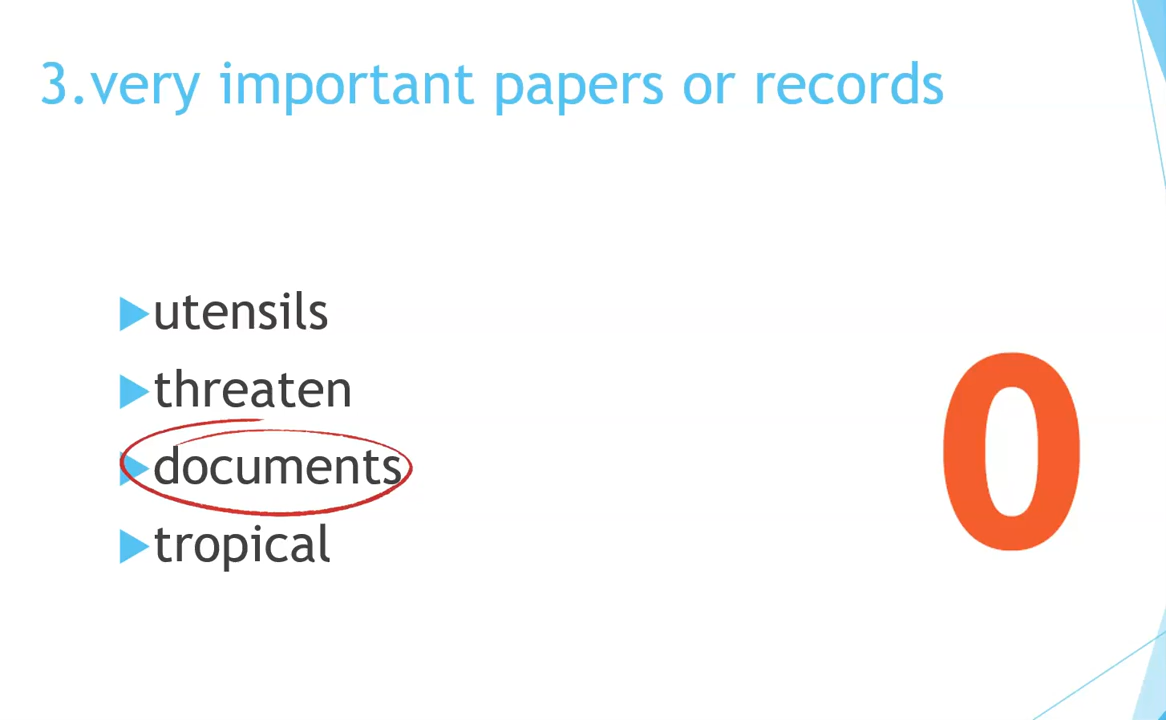 3.very important papers or records
utensils
threaten
documents
tropical
0